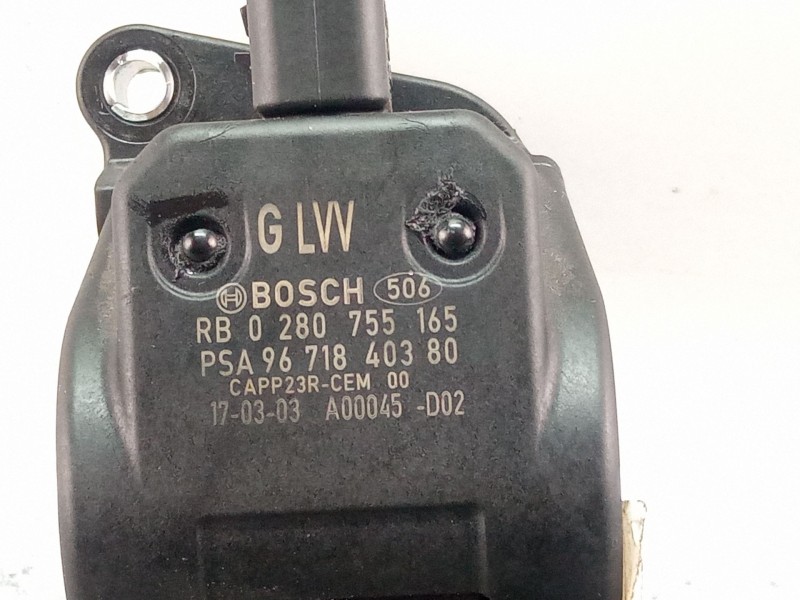 G LVV
BOSCH 506
RB 0 280 755 165
PSA 96 718 403 80
CAPP23R-CEM 00
17-03-03 A00045 -D02